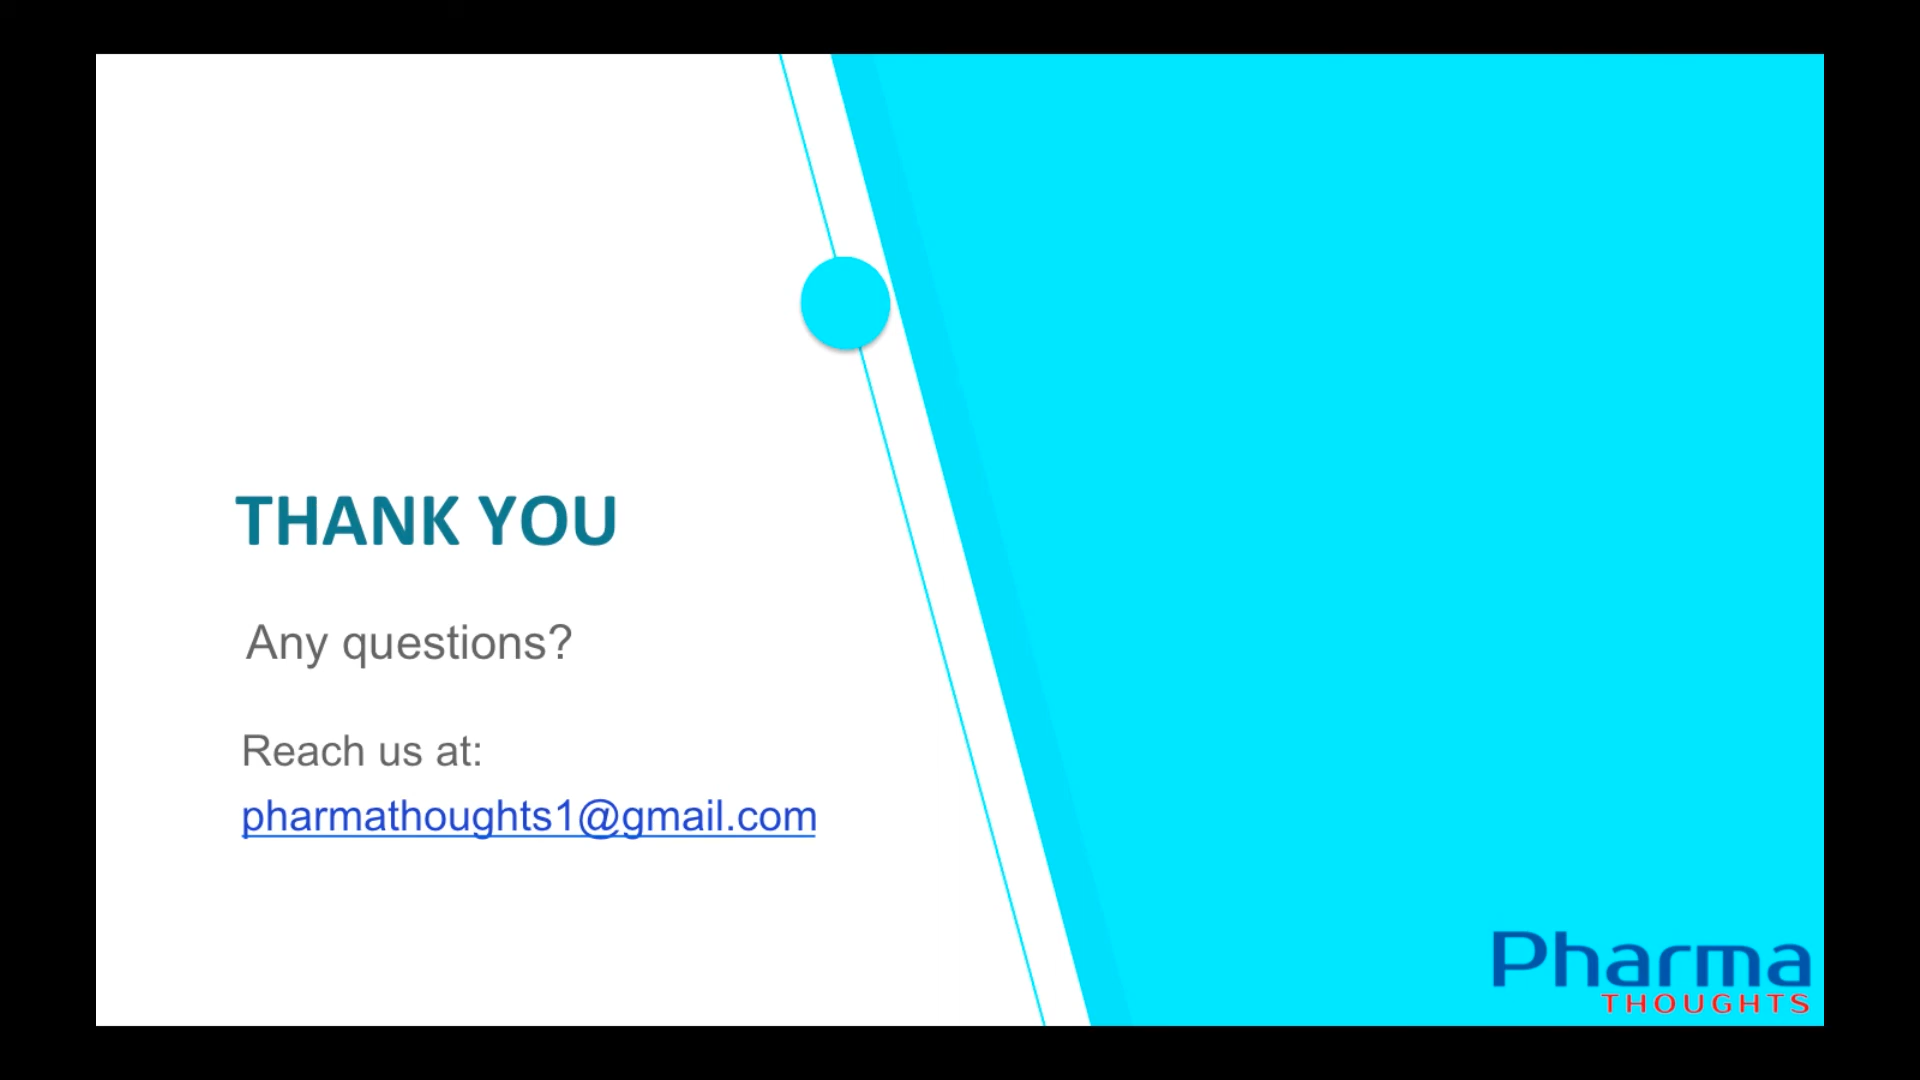 THANK YOU
Any questions?
Reach us at:
pharmathoughts1@gmail.com
Pharma
THOUGHTS